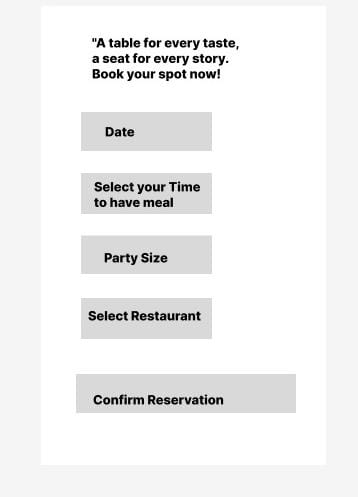 "A table for every taste,
a seat for every story.
Book your spot now!
Date
Select your Time
to have meal
Party Size
Select Restaurant
Confirm Reservation